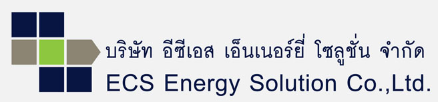 บริษัท อีซีเอส เอ็นเนอร์ยี่ โซลูชั่น จำกัด
ECS Energy Solution Co.,Ltd.